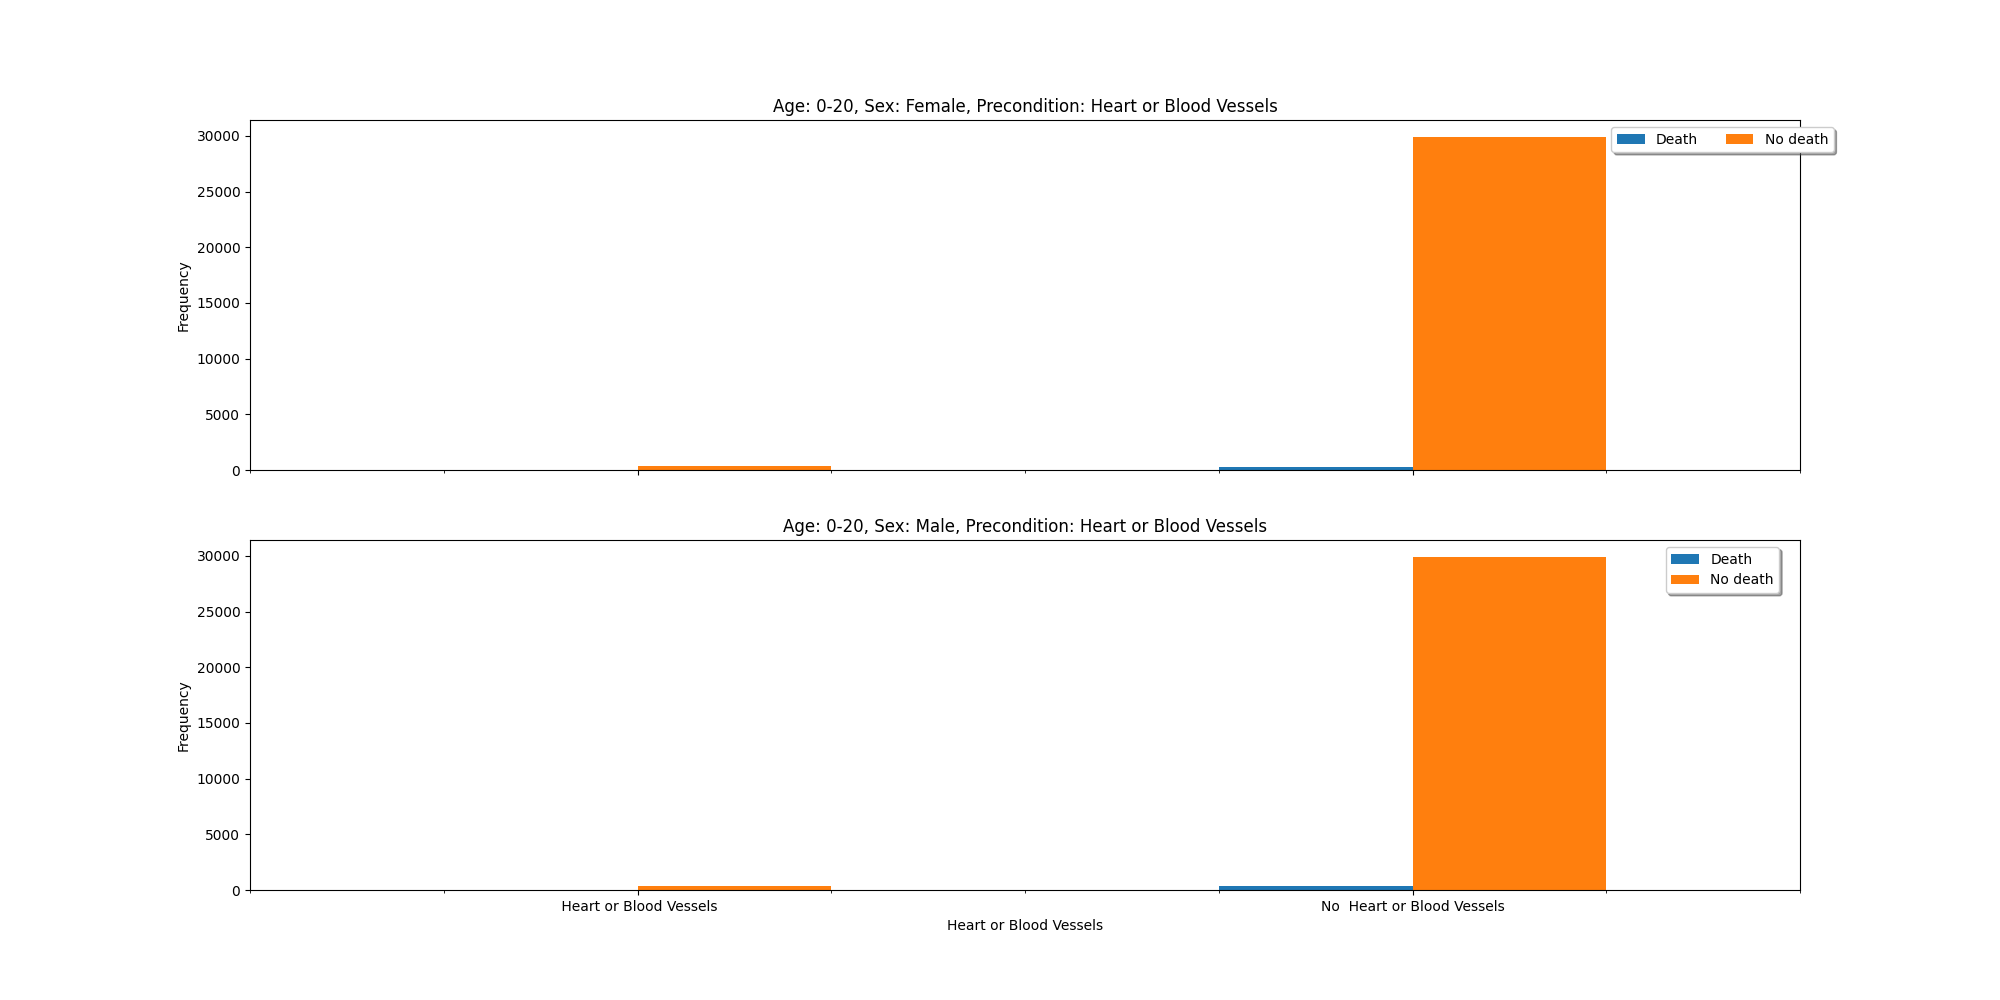 Age: 0-20, Sex: Female, Precondition: Heart or Blood Vessels
Death No death
30000
25000
20000
15000
10000
5000
0
Frequency
Age: 0-20, Sex: Male, Precondition: Heart or Blood Vessels
Death
No death
30000
25000
20000
15000
10000
5000
0
Frequency
Heart or Blood Vessels No  Heart or Blood Vessels
Heart or Blood Vessels